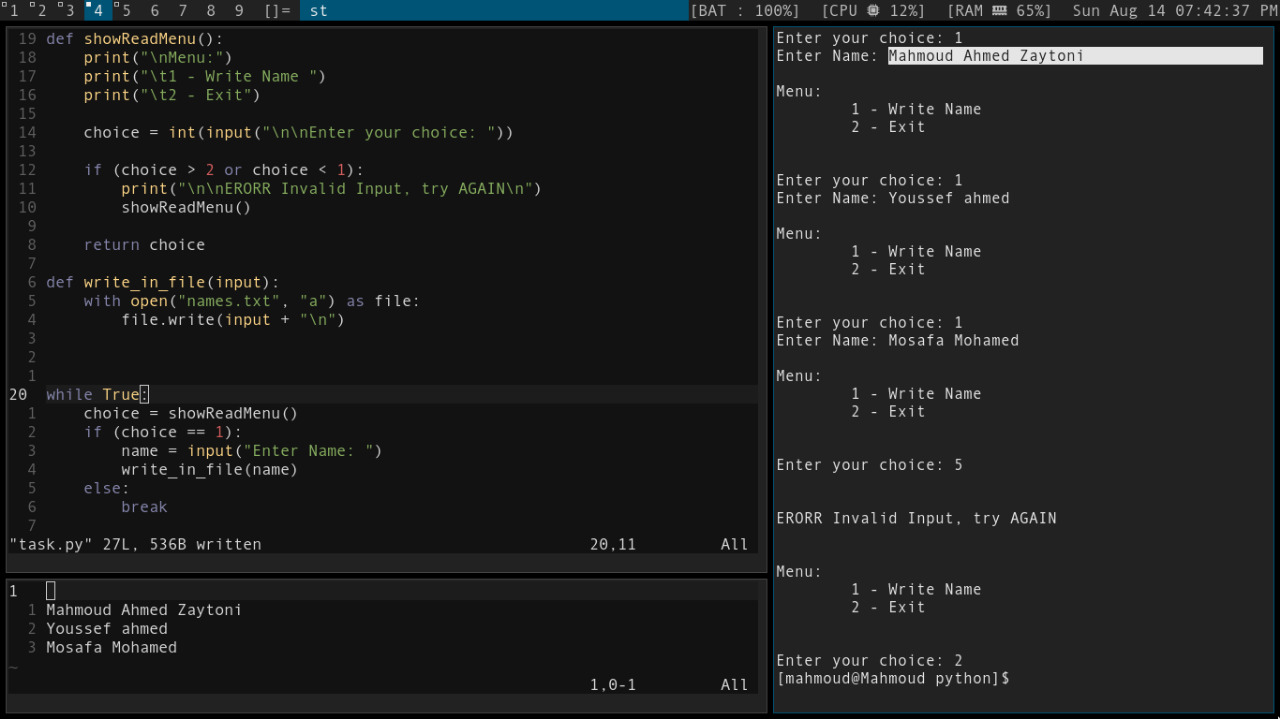 1 2 3 4 5 6 7 8 9 []= st [BAT : 100%] [CPU 12%] [RAM 65%] Sun Aug 14 07:42:37 PM
19 def showReadMenu():
18     print("\nMenu:")
17     print("\t1 - Write Name ")
16     print("\t2 - Exit")
15
14     choice = int(input("\n\nEnter your choice: "))
13
12     if (choice > 2 or choice < 1):
11         print("\n\nERORR Invalid Input, try AGAIN\n")
10         showReadMenu()
9
8     return choice
7
6 def write_in_file(input):
5     with open("names.txt", "a") as file:
4         file.write(input + "\n")
3
2
1
20 while True:
1     choice = showReadMenu()
2     if (choice == 1):
3         name = input("Enter Name: ")
4         write_in_file(name)
5     else:
6         break
7
"task.py" 27L, 536B written 20,11 All
1
1 Mahmoud Ahmed Zaytoni
2 Youssef ahmed
3 Mosafa Mohamed
~
1,0-1 All
Enter your choice: 1
Enter Name: Mahmoud Ahmed Zaytoni
Menu:
1 - Write Name
2 - Exit
Enter your choice: 1
Enter Name: Youssef ahmed
Menu:
1 - Write Name
2 - Exit
Enter your choice: 1
Enter Name: Mosafa Mohamed
Menu:
1 - Write Name
2 - Exit
Enter your choice: 5
ERORR Invalid Input, try AGAIN
Menu:
1 - Write Name
2 - Exit
Enter your choice: 2
[mahmoud@Mahmoud python]$